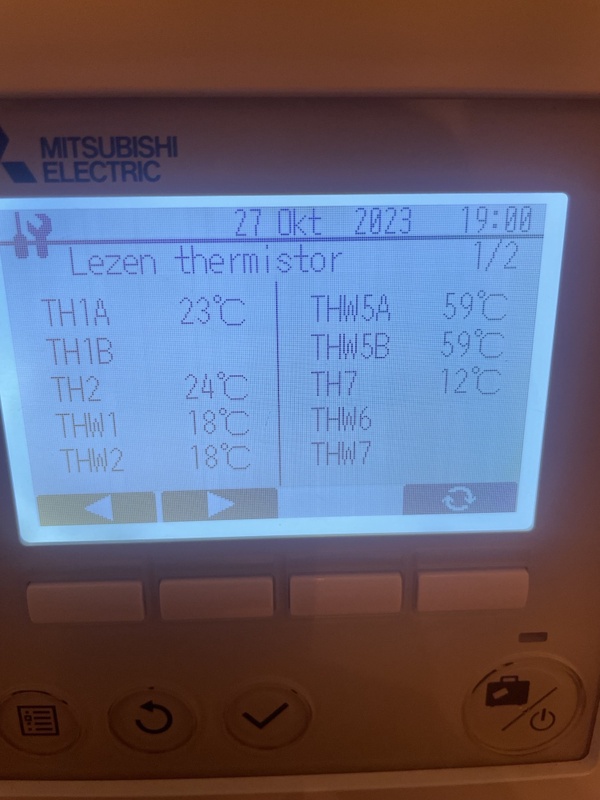 MITSUBISHI
ELECTRIC
27 Okt 2023 19:00
Lezen thermistor 1/2
TH1A 23℃
TH1B
TH2 24℃
THW1 18℃
THW2 18℃
THW5A 59℃
THW5B 59℃
TH7 12℃
THW6
THW7